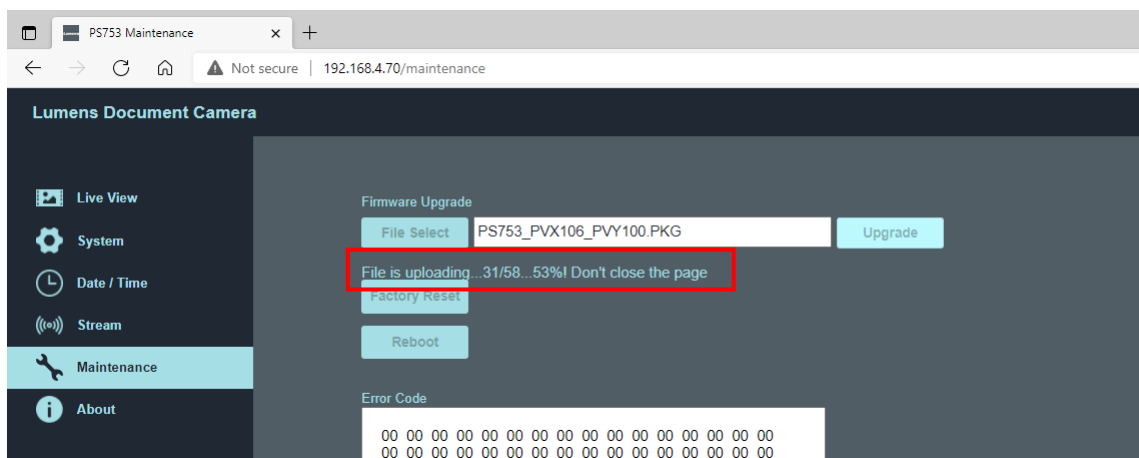 PS753 Maintenance
Not secure | 192.168.4.70/maintenance
Lumens Document Camera
Live View
System
Date / Time
Stream
Maintenance
About
Firmware Upgrade
File Select PS753_PVX106_PVY100.PKG Upgrade
File is uploading...31/58...53%! Don't close the page
Factory Reset
Reboot
Error Code
00 00 00 00 00 00 00 00 00 00 00 00 00 00 00 00
00 00 00 00 00 00 00 00 00 00 00 00 00 00 00 00